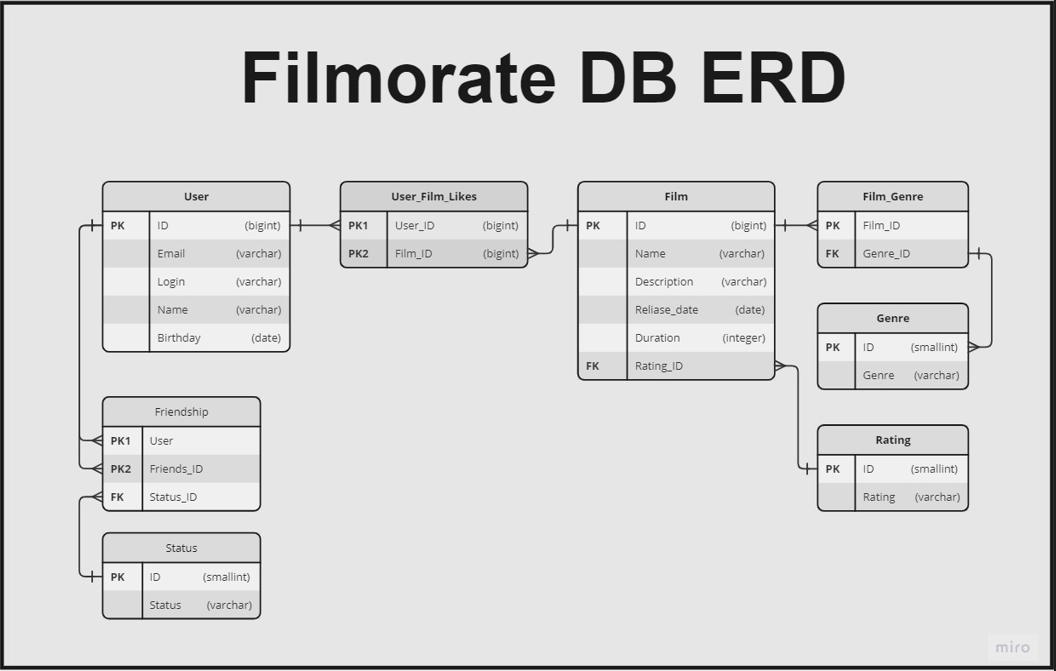 Filmorate DB ERD
User
PK ID (bigint)
Email (varchar)
Login (varchar)
Name (varchar)
Birthday (date)
User_Film_Likes
PK1 User_ID (bigint)
PK2 Film_ID (bigint)
Film
PK ID (bigint)
Name (varchar)
Description (varchar)
Reliase_date (date)
Duration (integer)
FK Rating_ID
Film_Genre
PK Film_ID
FK Genre_ID
Genre
PK ID (smallint)
Genre (varchar)
Rating
PK ID (smallint)
Rating (varchar)
Friendship
PK1 User
PK2 Friends_ID
FK Status_ID
Status
PK ID (smallint)
Status (varchar)
miro